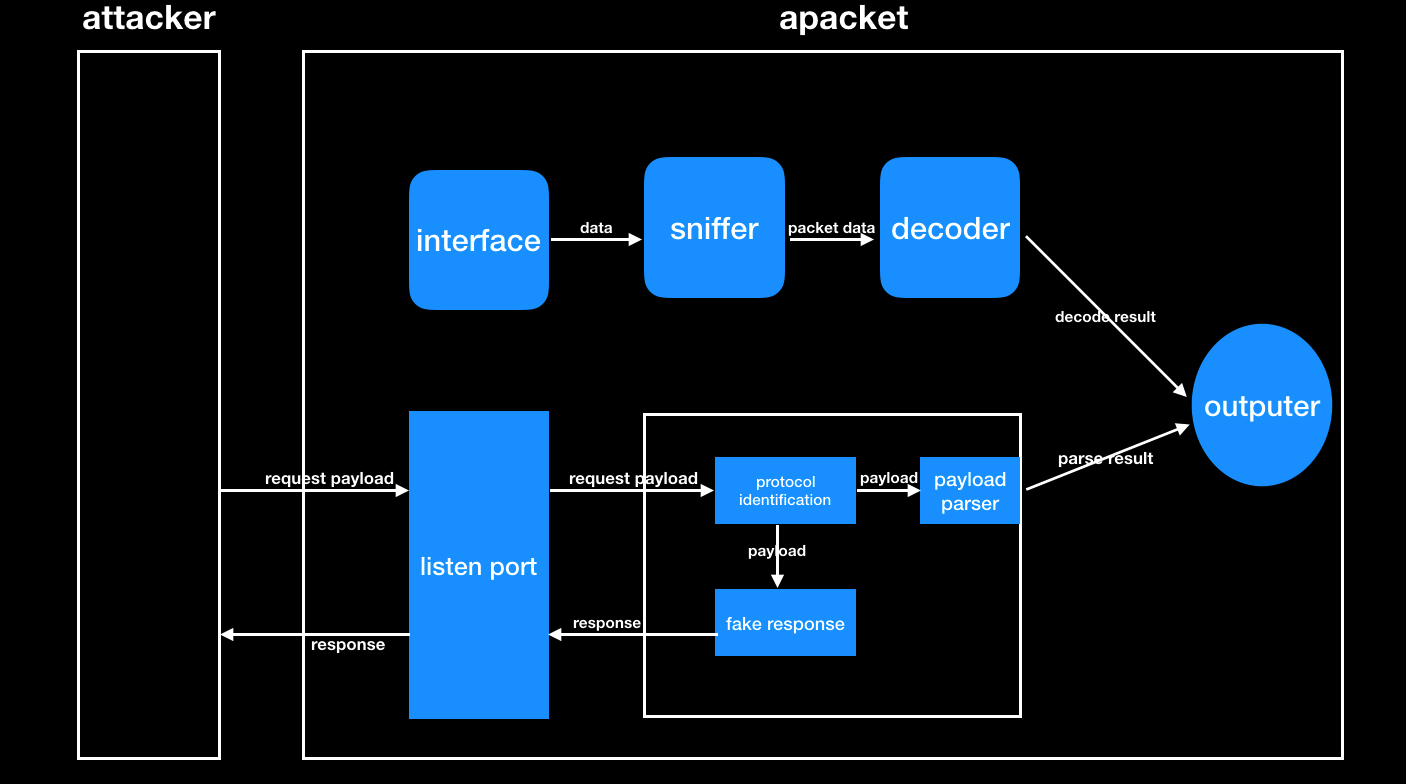 attacker
apacket
interface
data
sniffer
packet data
decoder
decode result
outputer
request payload
listen port
request payload
protocol
identification
payload
payload
parser
parse result
payload
fake response
response
response